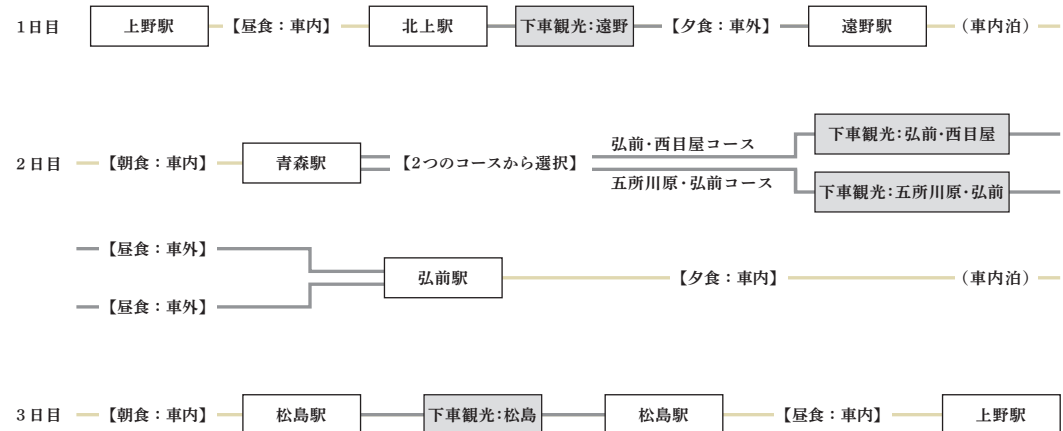 1日目 上野駅 【昼食：車内】 北上駅 下車観光：遠野 【夕食：車外】 遠野駅 （車内泊）
弘前・西目屋コース 下車観光：弘前・西目屋
2日目 【朝食：車内】 青森駅 【2つのコースから選択】
五所川原・弘前コース 下車観光：五所川原・弘前
【昼食：車外】
弘前駅 【夕食：車内】 （車内泊）
【昼食：車外】
3日目 【朝食：車内】 松島駅 下車観光：松島 松島駅 【昼食：車内】 上野駅